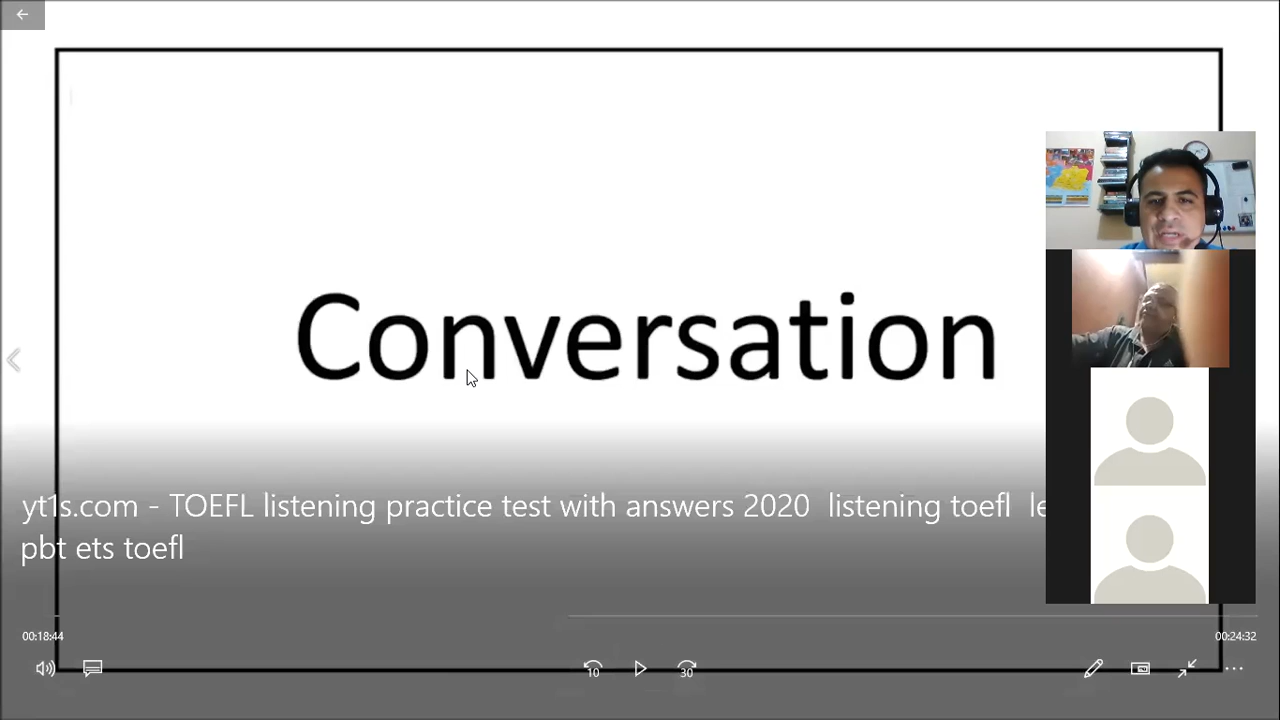 Conversation
yt1s.com - TOEFL listening practice test with answers 2020 listening toefl le
pbt ets toefl
00:18:44
00:24:32
10
30